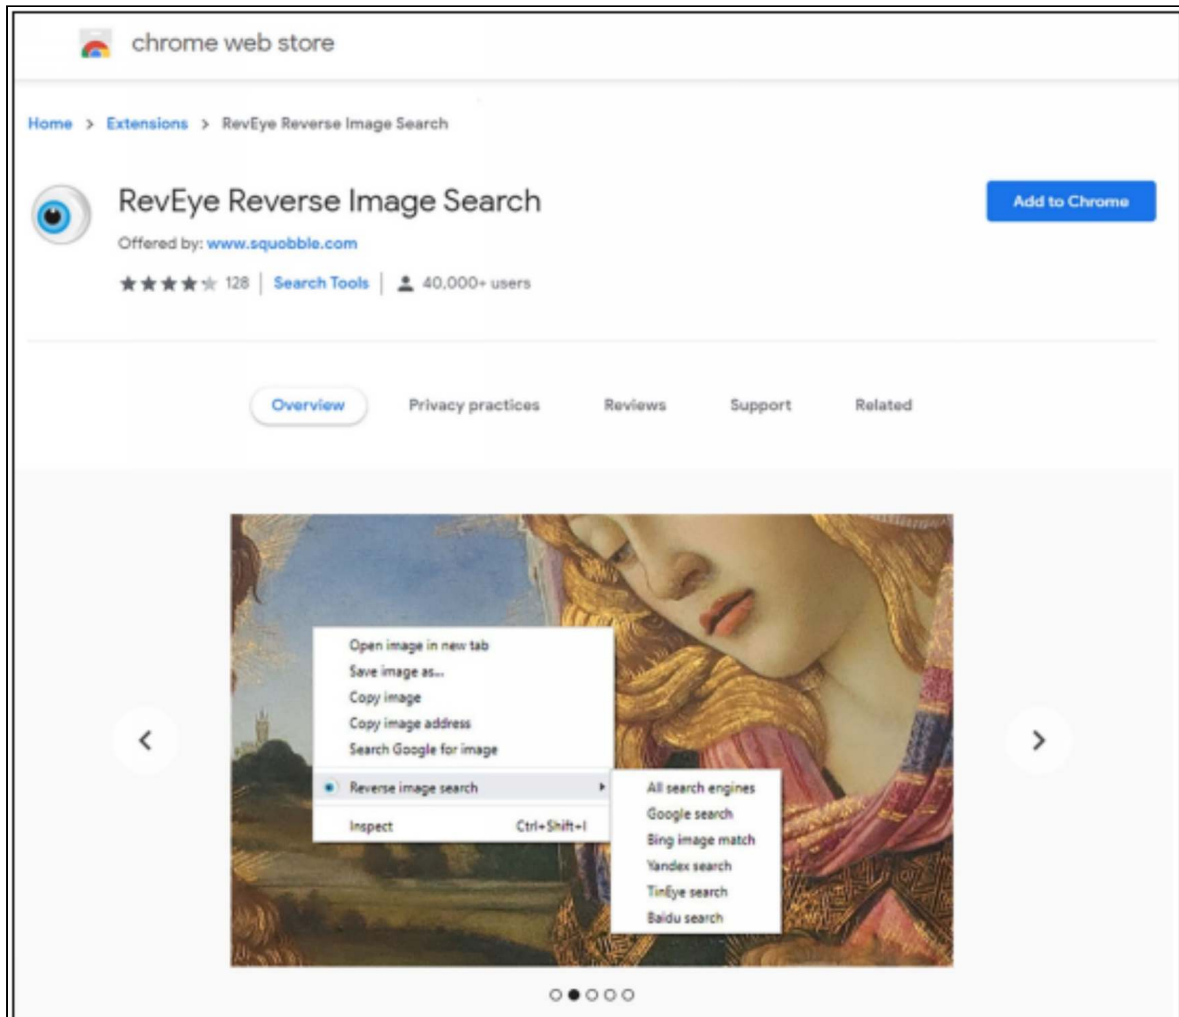 chrome web store
Home > Extensions > RevEye Reverse Image Search
RevEye Reverse Image Search
Add to Chrome
Offered by: www.squobble.com
128 | Search Tools | 40,000+ users
Overview Privacy practices Reviews Support Related
Open image in new tab
Save image as...
Copy image
Copy image address
Search Google for image
Reverse image search
Inspect Ctrl+Shift+I
All search engines
Google search
Bing image match
Yandex search
TinEye search
Baidu search